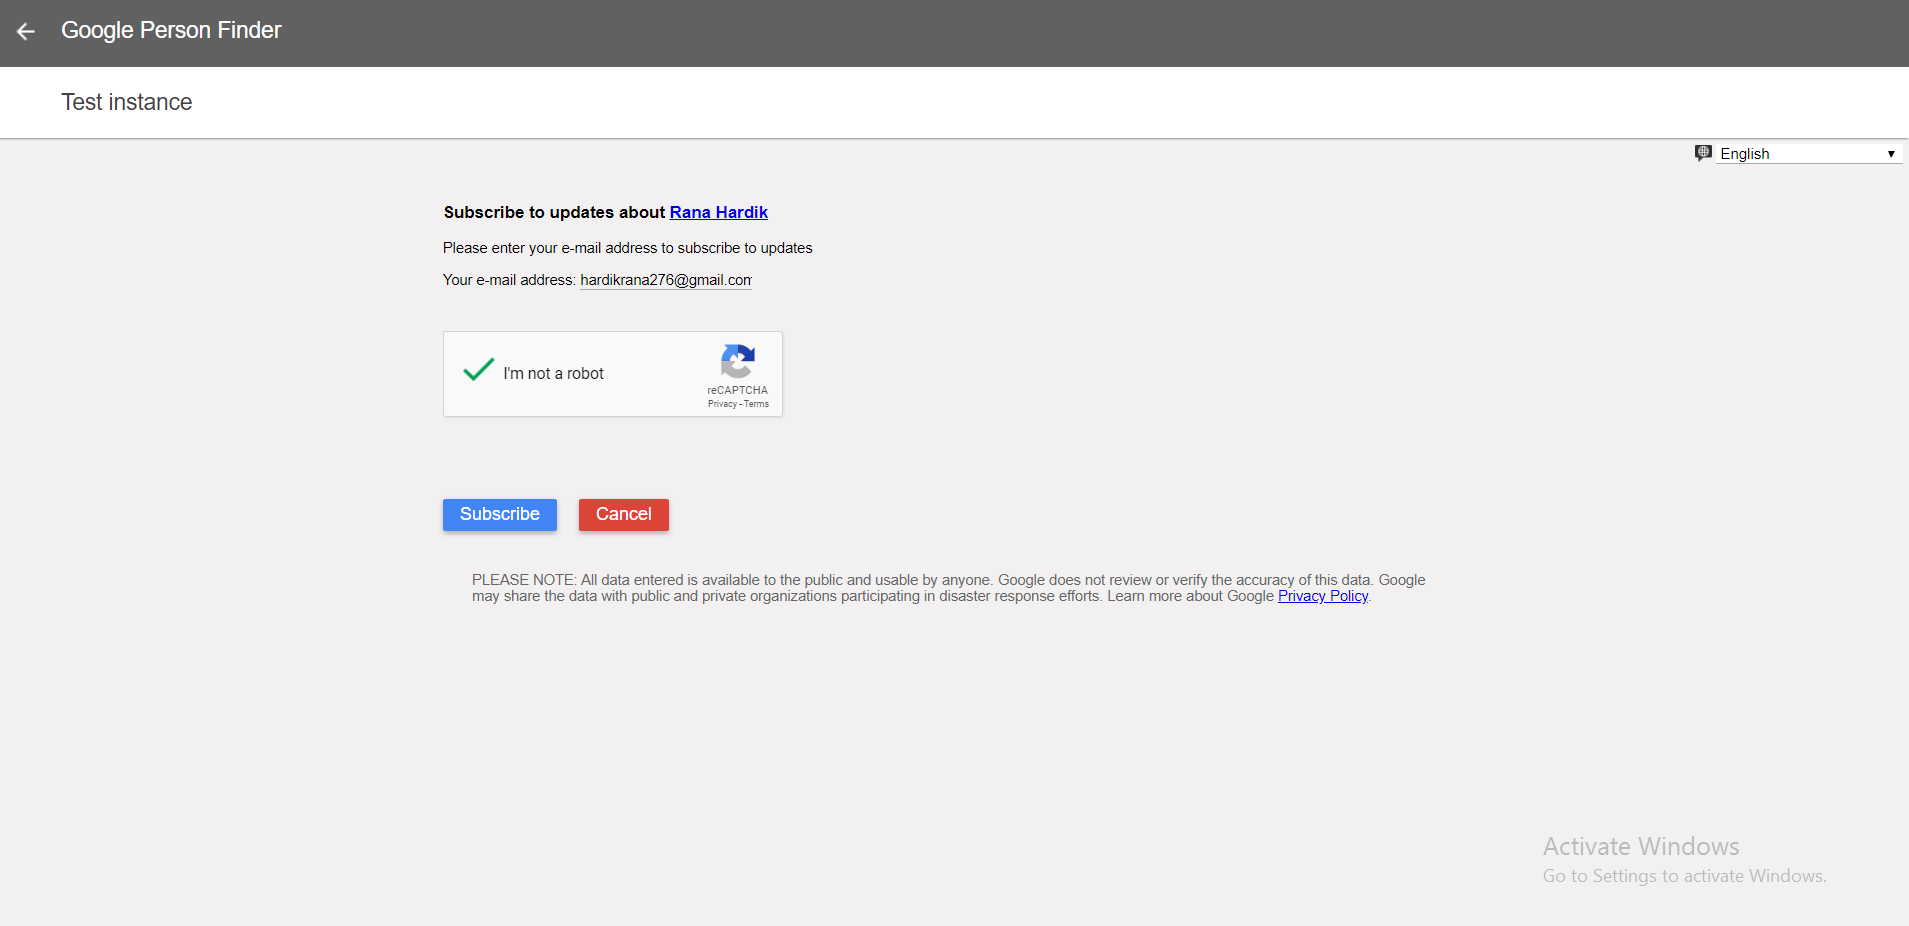 Google Person Finder
Test instance
English
Subscribe to updates about Rana Hardik
Please enter your e-mail address to subscribe to updates
Your e-mail address: hardikrana276@gmail.com
I'm not a robot
reCAPTCHA
Privacy - Terms
Subscribe Cancel
PLEASE NOTE: All data entered is available to the public and usable by anyone. Google does not review or verify the accuracy of this data. Google
may share the data with public and private organizations participating in disaster response efforts. Learn more about Google Privacy Policy.
Activate Windows
Go to Settings to activate Windows.